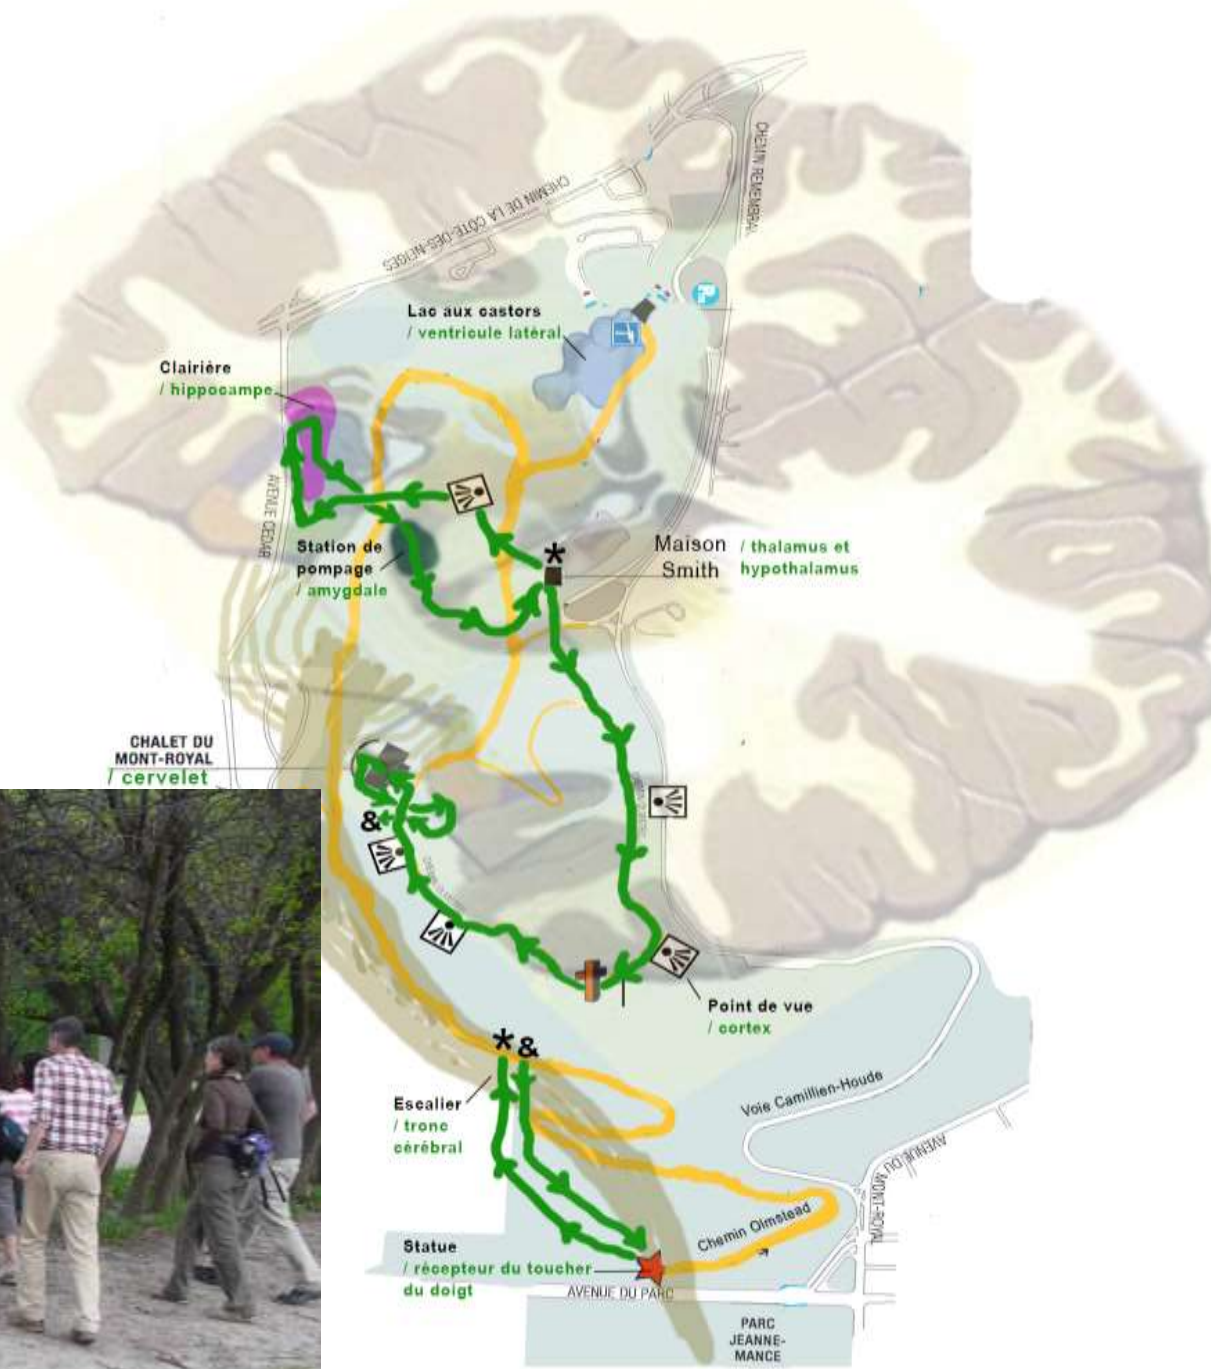 CHEMIN REMEMBRA
CHEMIN DE LA CÔTE-DES-NEIGES
Lac aux castors
/ ventricule latéral
Clairière
/ hippocampe
AVENUE CEDAR
Station de
pompage
/ amygdale
*
Maison
Smith
/ thalamus et
hypothalamus
CHALET DU
MONT-ROYAL
/ cervelet
&
Point de vue
/ cortex
* &
Escalier
/ tronc
cérébral
Voie Camillien-Houde
AVENUE DU MONT-ROYAL
Chemin Olmstead
Statue
/ récepteur du toucher
du doigt
AVENUE DU PARC
PARC
JEANNE-
MANCE